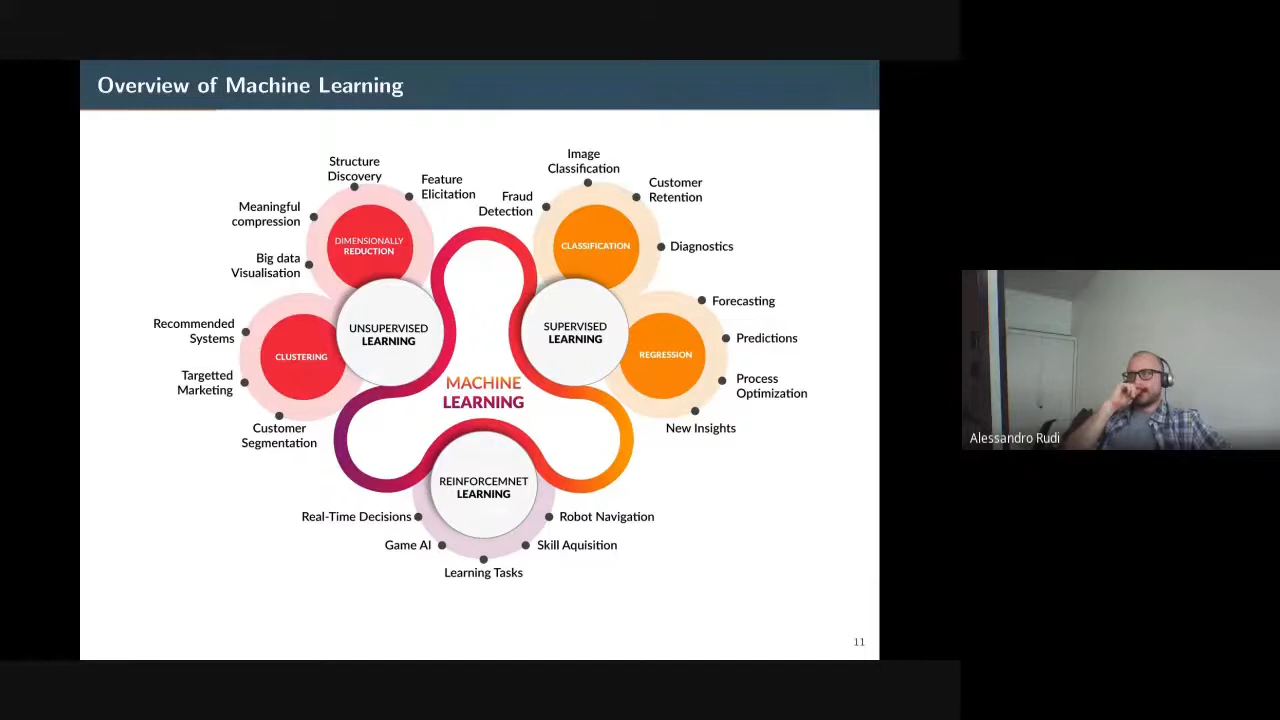 Overview of Machine Learning
Structure
Discovery
Feature
Elicitation
Meaningful
compression
Big data
Visualisation
DIMENSIONALLY
REDUCTION
Recommended
Systems
Targetted
Marketing
Customer
Segmentation
CLUSTERING
UNSUPERVISED
LEARNING
Image
Classification
Fraud
Detection
Customer
Retention
Diagnostics
CLASSIFICATION
Forecasting
Predictions
Process
Optimization
New Insights
REGRESSION
SUPERVISED
LEARNING
MACHINE
LEARNING
REINFORCEMNET
LEARNING
Real-Time Decisions
Game AI
Learning Tasks
Skill Aquisition
Robot Navigation
11
Alessandro Rudi